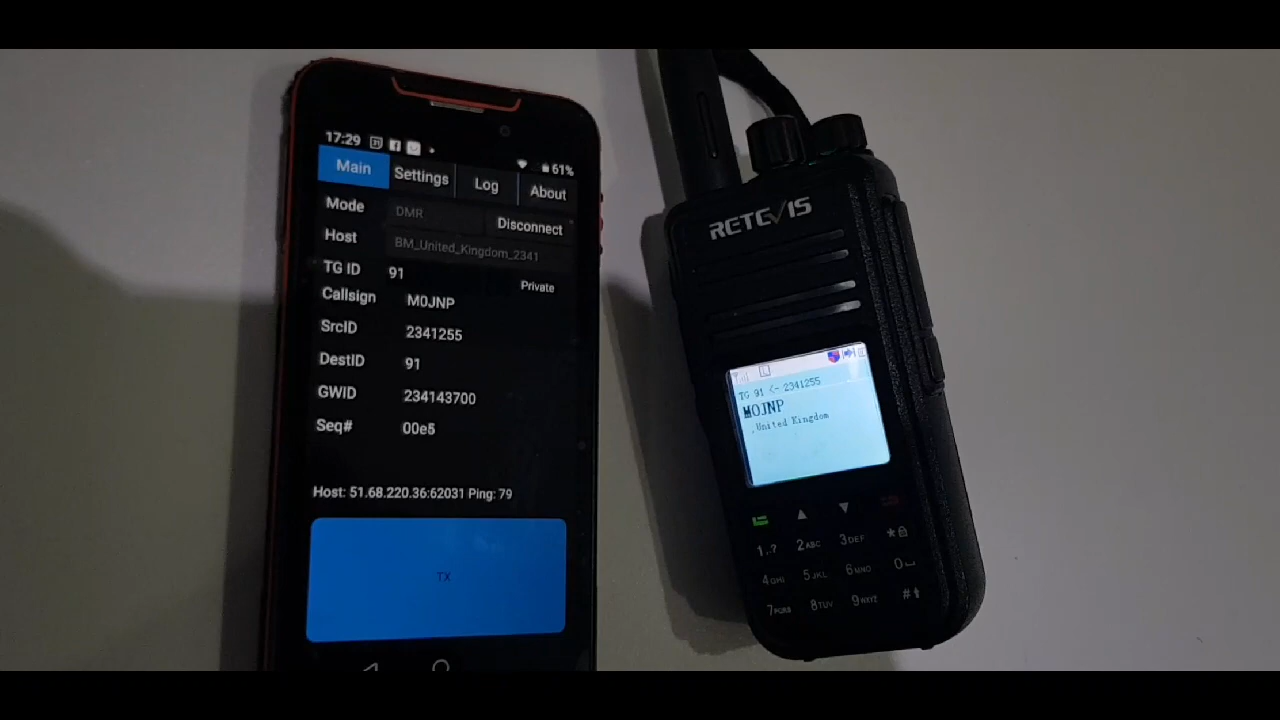 17:29 31 61%
Main Settings Log About
Mode DMR Disconnect
Host BM_United_Kingdom_2341
TG ID 91 Private
Callsign M0JNP
SrcID 2341255
DestID 91
GWID 234143700
Seq# 00e5
Host: 51.68.220.36:62031 Ping: 79
TX
RETEVIS
L
TG 91 <- 2341255
M0JNP
,United Kingdom
1..? 2ABC 3DEF *
4GHI 5JKL 6MNO 0
7PQRS 8TUV 9WXYZ #